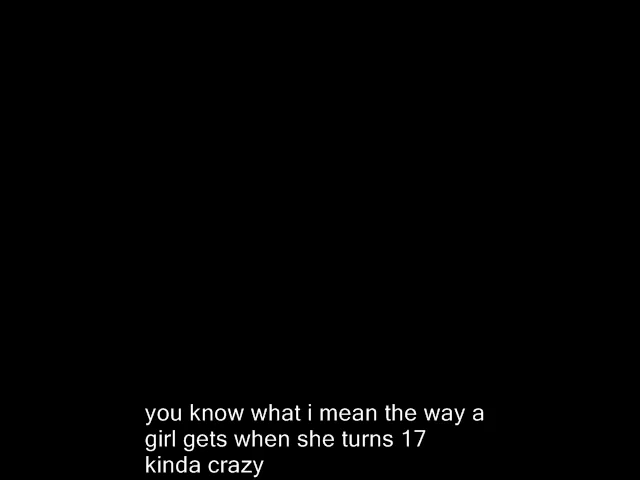 you know what i mean the way a
girl gets when she turns 17
kinda crazy